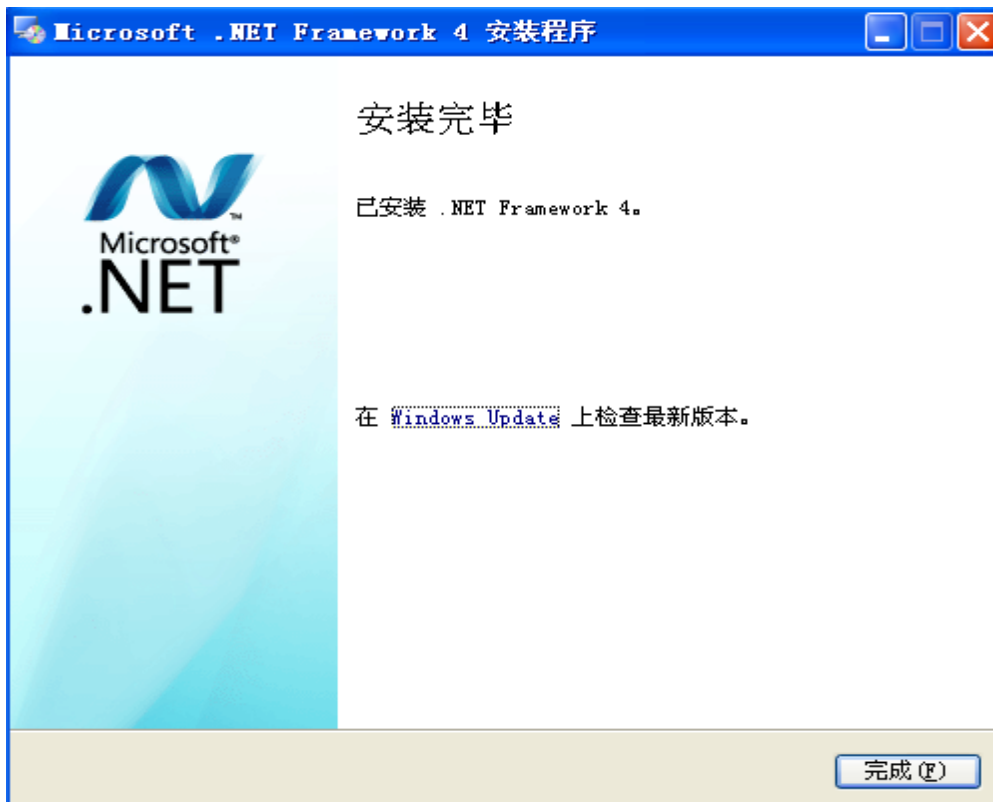 Microsoft .NET Framework 4 安装程序
安装完毕
已安装 .NET Framework 4。
Microsoft®
.NET
™
在 Windows Update 上检查最新版本。
完成(F)